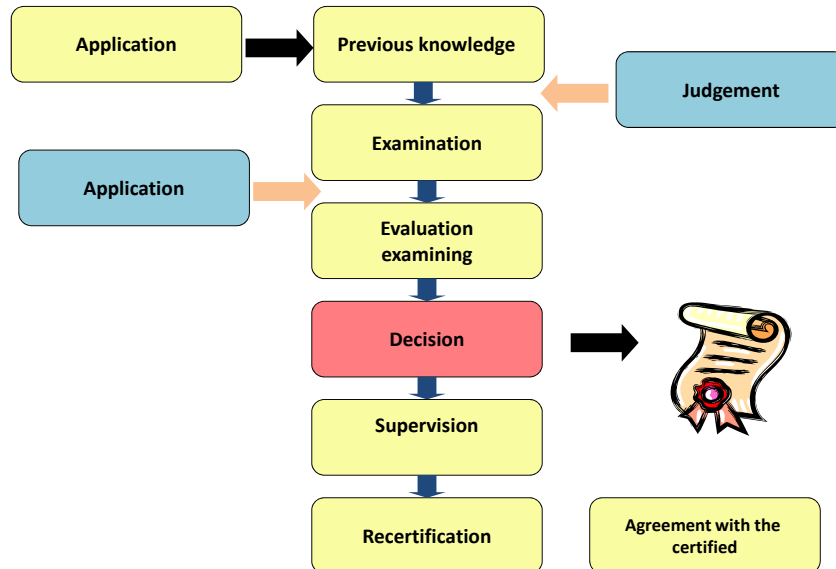 Application
Previous knowledge
Judgement
Examination
Application
Evaluation
examining
Decision
Supervision
Recertification
Agreement with the
certified